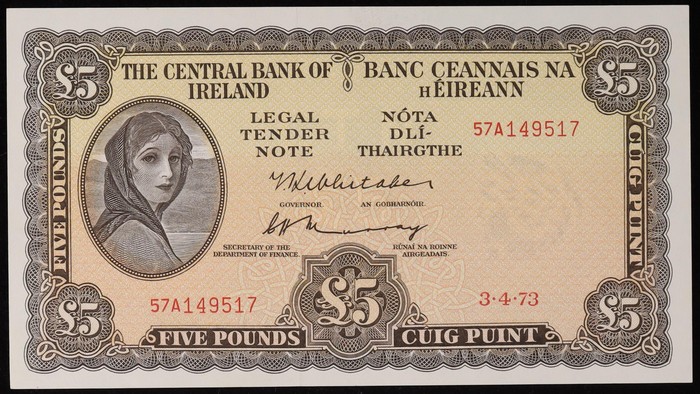 £5 £5
THE CENTRAL BANK OF IRELAND
BANC CEANNAIS NA hÉIREANN
LEGAL TENDER NOTE
NÓTA DLÍ-THAIRGTHE
57A149517
T.K.Whitaker
GOVERNOR. AN GOBHARNÓIR.
C H Murray
SECRETARY OF THE DEPARTMENT OF FINANCE.
RÚNAÍ NA ROINNE AIRGEADAIS.
FIVE POUNDS
CUIG PUINT
57A149517
3·4·73
£5 £5 £5
FIVE POUNDS CUIG PUINT